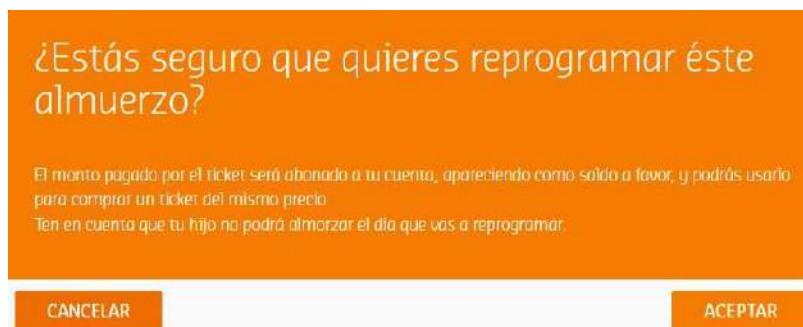 ¿Estás seguro que quieres reprogramar éste
almuerzo?
El monto pagado por el ticket será abonado a tu cuenta, apareciendo como saldo a favor, y podrás usarlo
para comprar un ticket del mismo precio
Ten en cuenta que tu hijo no podrá almorzar el día que vas a reprogramar.
CANCELAR
ACEPTAR